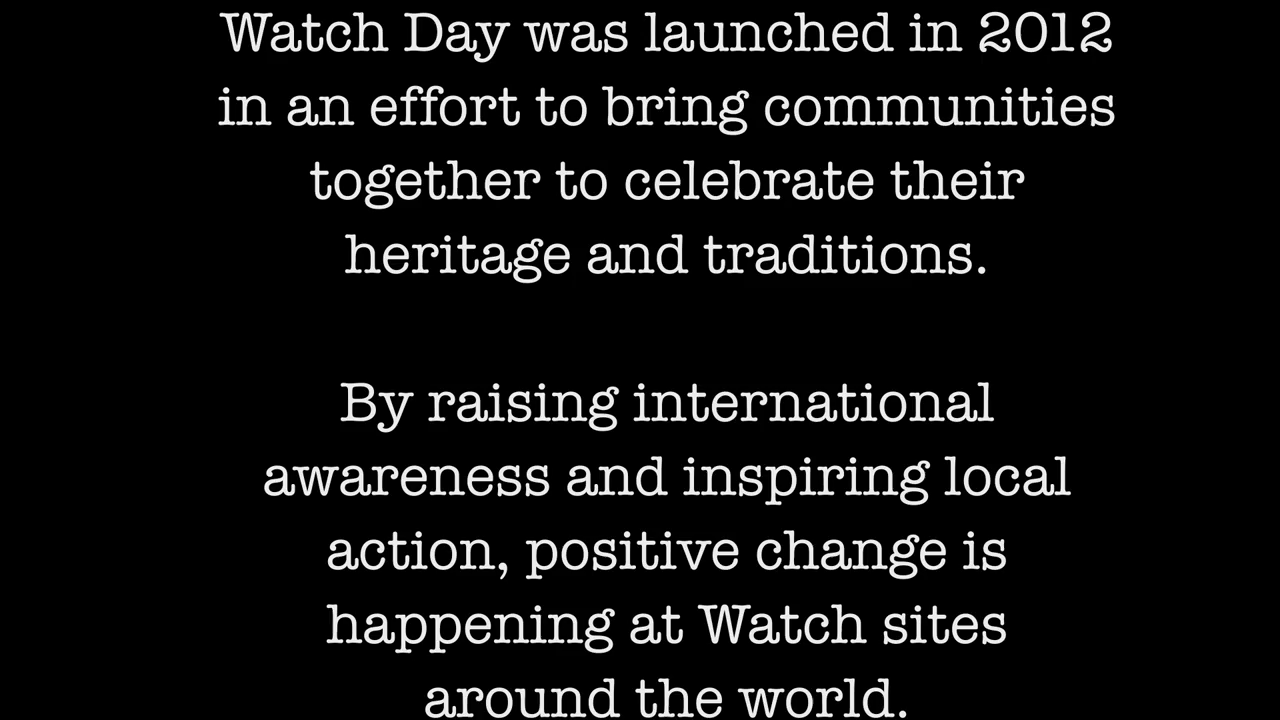 Watch Day was launched in 2012
in an effort to bring communities
together to celebrate their
heritage and traditions.
By raising international
awareness and inspiring local
action, positive change is
happening at Watch sites
around the world.